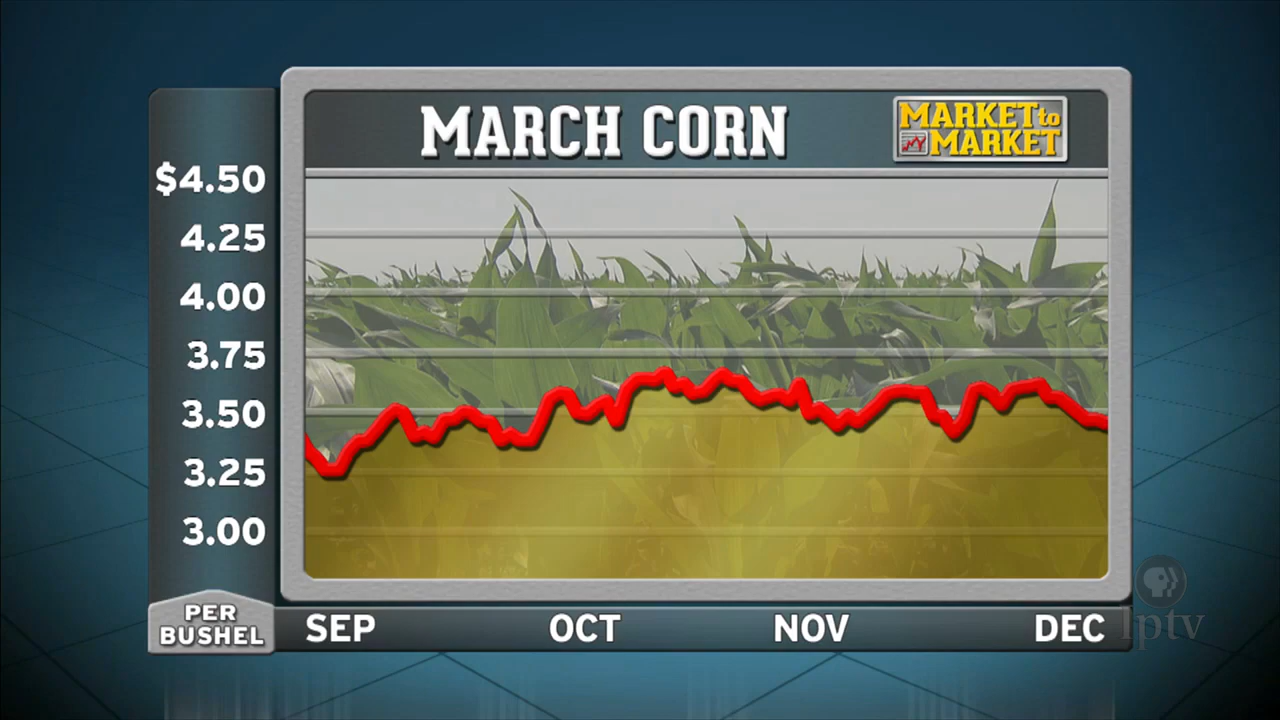 MARCH CORN
MARKET to
MARKET
$4.50
4.25
4.00
3.75
3.50
3.25
3.00
PER
BUSHEL
SEP OCT NOV DEC
iptv